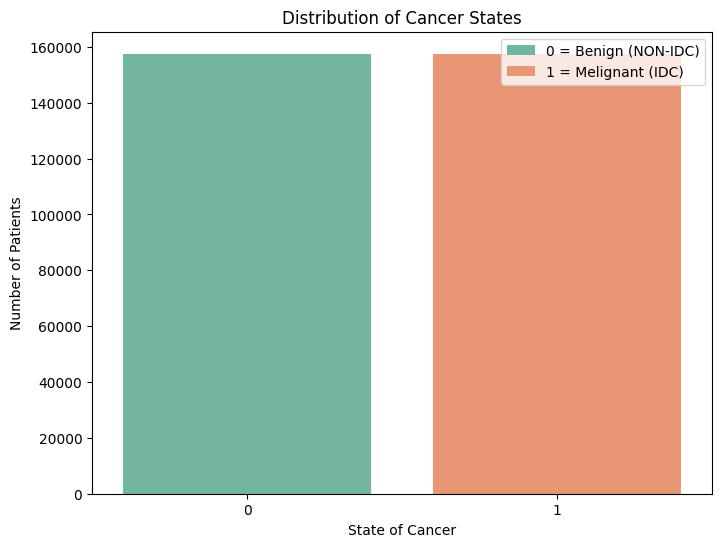 Distribution of Cancer States
0 = Benign (NON-IDC)
1 = Melignant (IDC)
Number of Patients
160000
140000
120000
100000
80000
60000
40000
20000
0
0 1
State of Cancer